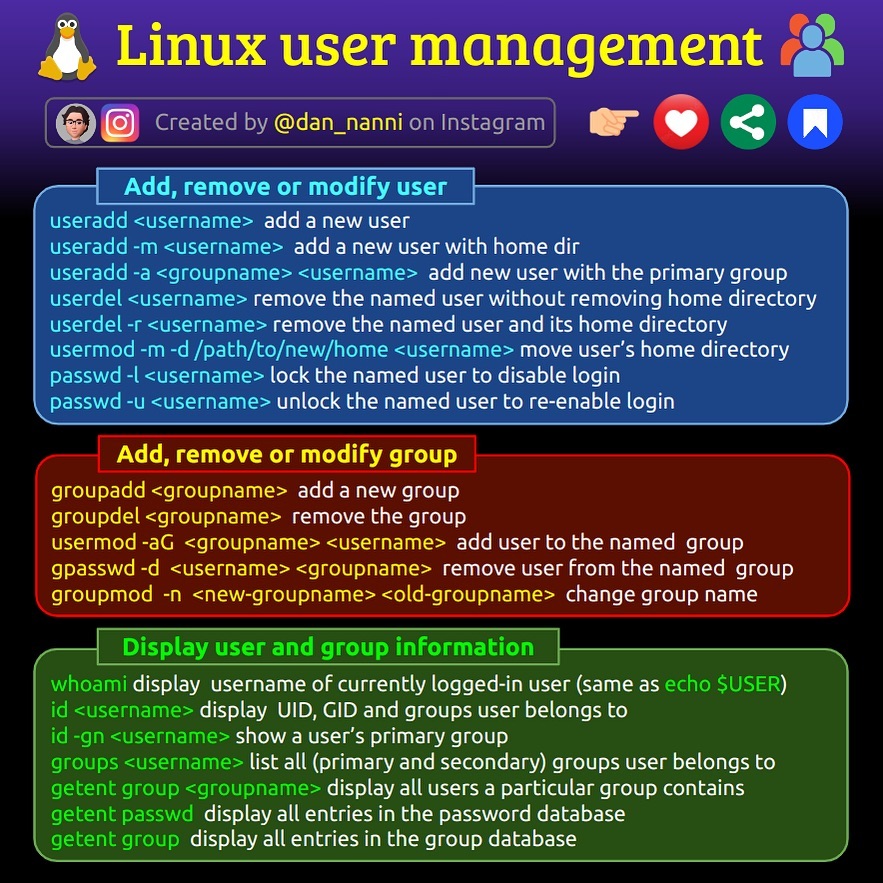 Linux user management
Created by @dan_nanni on Instagram
Add, remove or modify user
useradd <username> add a new user
useradd -m <username> add a new user with home dir
useradd -a <groupname> <username> add new user with the primary group
userdel <username> remove the named user without removing home directory
userdel -r <username> remove the named user and its home directory
usermod -m -d /path/to/new/home <username> move user’s home directory
passwd -l <username> lock the named user to disable login
passwd -u <username> unlock the named user to re-enable login
Add, remove or modify group
groupadd <groupname> add a new group
groupdel <groupname> remove the group
usermod -aG <groupname> <username> add user to the named group
gpasswd -d <username> <groupname> remove user from the named group
groupmod -n <new-groupname> <old-groupname> change group name
Display user and group information
whoami display username of currently logged-in user (same as echo $USER)
id <username> display UID, GID and groups user belongs to
id -gn <username> show a user’s primary group
groups <username> list all (primary and secondary) groups user belongs to
getent group <groupname> display all users a particular group contains
getent passwd display all entries in the password database
getent group display all entries in the group database